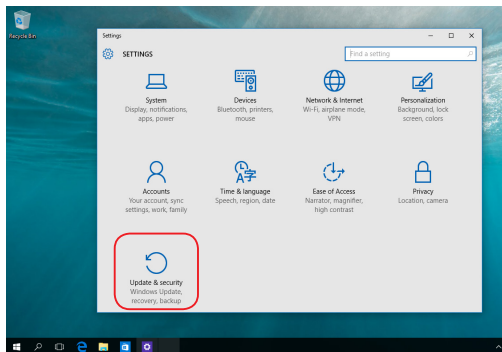 Recycle Bin
Settings
SETTINGS
Find a setting
System
Display, notifications,
apps, power
Devices
Bluetooth, printers,
mouse
Network & Internet
Wi-Fi, airplane mode,
VPN
Personalization
Background, lock
screen, colors
Accounts
Your account, sync
settings, work, family
Time & language
Speech, region, date
Ease of Access
Narrator, magnifier,
high contrast
Privacy
Location, camera
Update & security
Windows Update,
recovery, backup